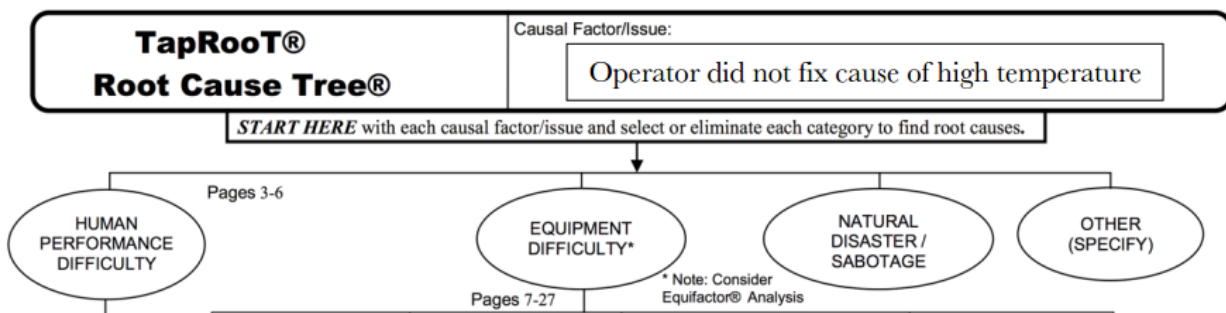 TapRooT®
Root Cause Tree®
Causal Factor/Issue:
Operator did not fix cause of high temperature
START HERE with each causal factor/issue and select or eliminate each category to find root causes.
Pages 3-6
HUMAN
PERFORMANCE
DIFFICULTY
EQUIPMENT
DIFFICULTY*
NATURAL
DISASTER /
SABOTAGE
OTHER
(SPECIFY)
* Note: Consider
Equifactor® Analysis
Pages 7-27